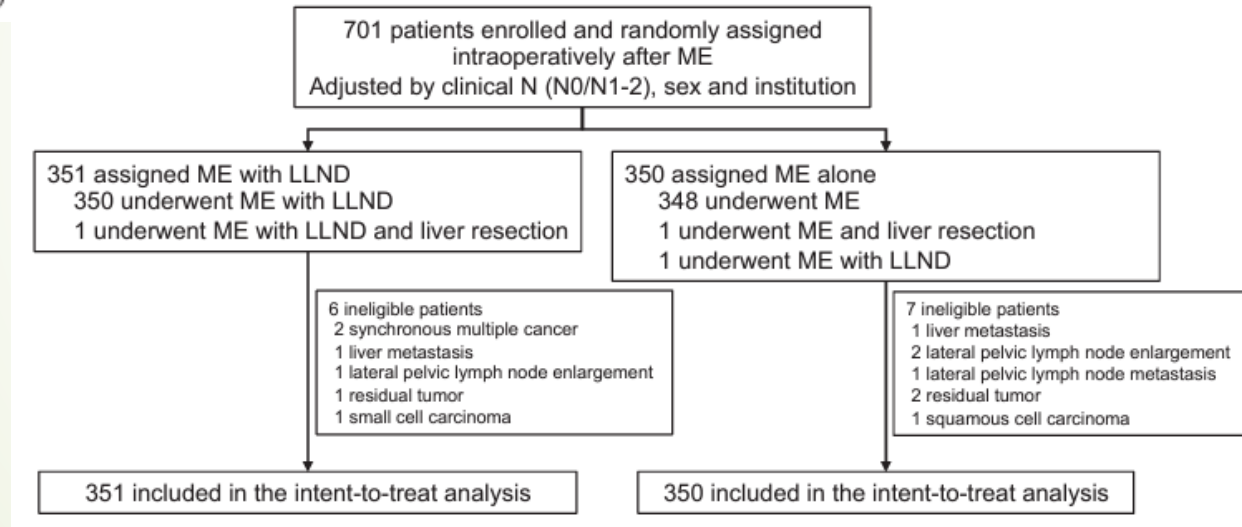 701 patients enrolled and randomly assigned
intraoperatively after ME
Adjusted by clinical N (N0/N1-2), sex and institution
351 assigned ME with LLND
350 underwent ME with LLND
1 underwent ME with LLND and liver resection
350 assigned ME alone
348 underwent ME
1 underwent ME and liver resection
1 underwent ME with LLND
6 ineligible patients
2 synchronous multiple cancer
1 liver metastasis
1 lateral pelvic lymph node enlargement
1 residual tumor
1 small cell carcinoma
7 ineligible patients
1 liver metastasis
2 lateral pelvic lymph node enlargement
1 lateral pelvic lymph node metastasis
2 residual tumor
1 squamous cell carcinoma
351 included in the intent-to-treat analysis
350 included in the intent-to-treat analysis